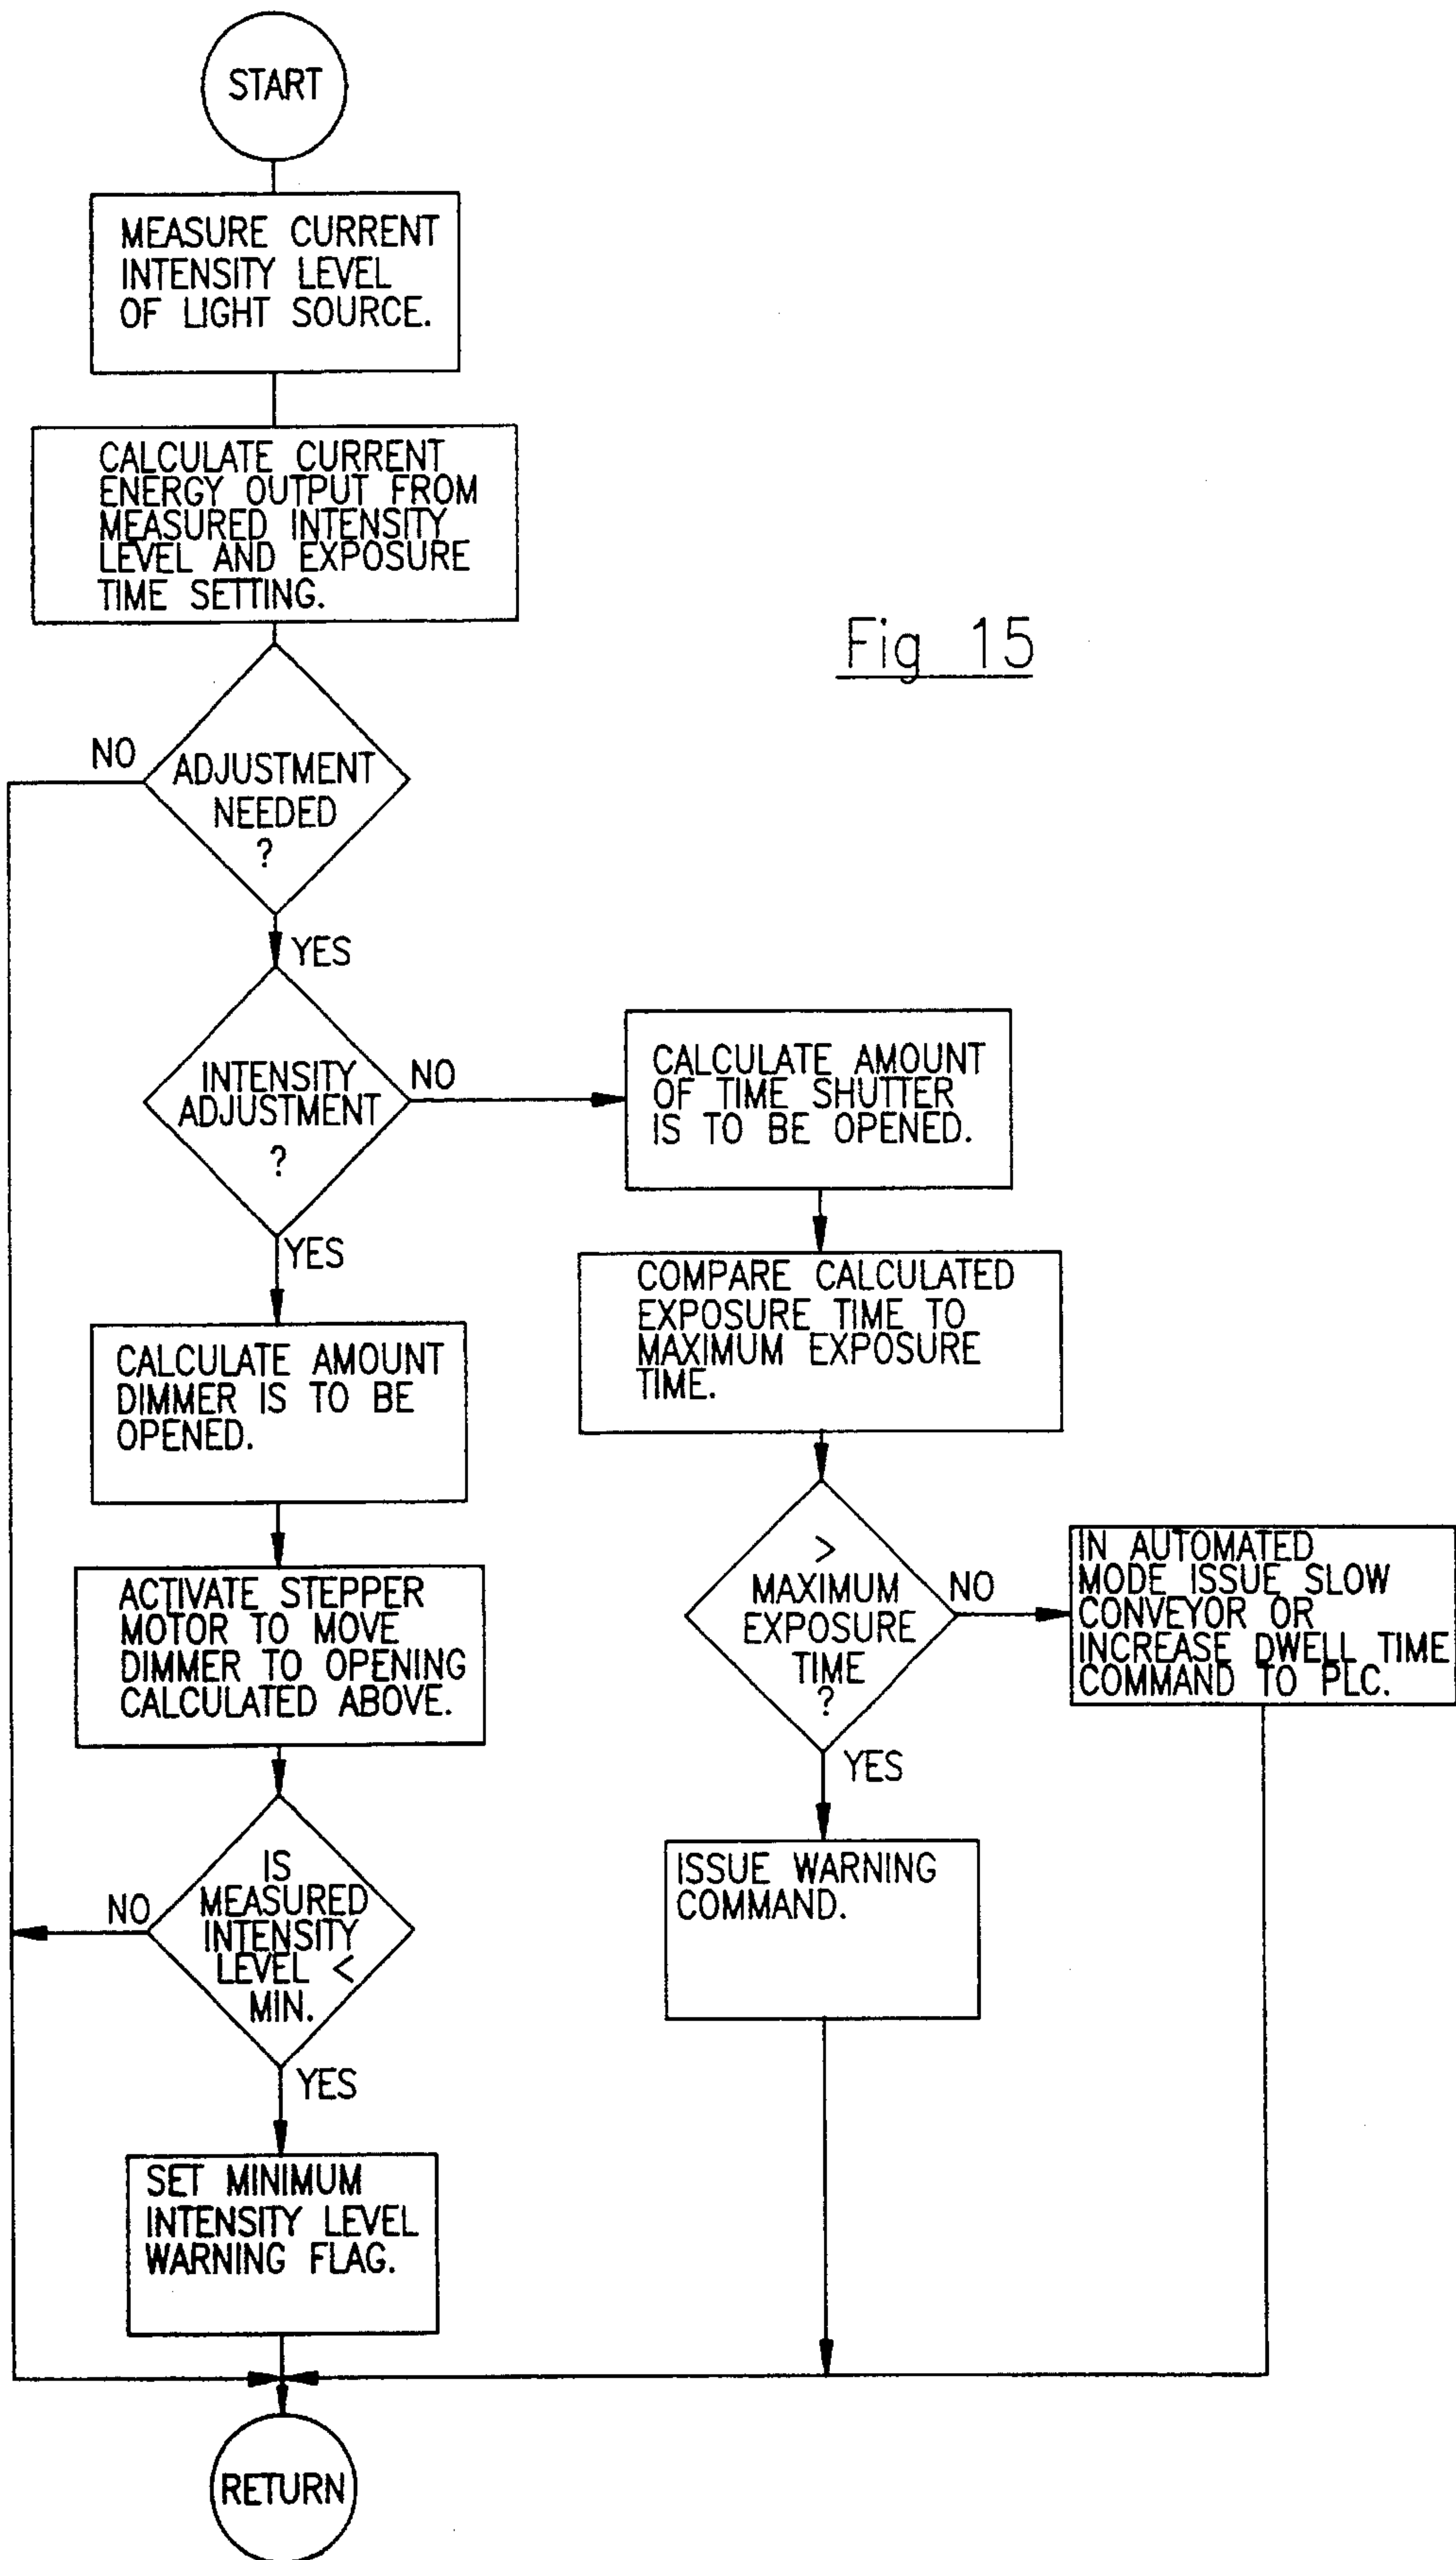 START
MEASURE CURRENT
INTENSITY LEVEL
OF LIGHT SOURCE.
CALCULATE CURRENT
ENERGY OUTPUT FROM
MEASURED INTENSITY
LEVEL AND EXPOSURE
TIME SETTING.
Fig 15
NO
ADJUSTMENT
NEEDED
?
YES
INTENSITY
ADJUSTMENT
?
NO
CALCULATE AMOUNT
OF TIME SHUTTER
IS TO BE OPENED.
YES
COMPARE CALCULATED
EXPOSURE TIME TO
MAXIMUM EXPOSURE
TIME.
CALCULATE AMOUNT
DIMMER IS TO BE
OPENED.
>
MAXIMUM
EXPOSURE
TIME
?
NO
IN AUTOMATED
MODE ISSUE SLOW
CONVEYOR OR
INCREASE DWELL TIME
COMMAND TO PLC.
ACTIVATE STEPPER
MOTOR TO MOVE
DIMMER TO OPENING
CALCULATED ABOVE.
YES
ISSUE WARNING
COMMAND.
IS
MEASURED
INTENSITY
LEVEL <
MIN.
NO
YES
SET MINIMUM
INTENSITY LEVEL
WARNING FLAG.
RETURN